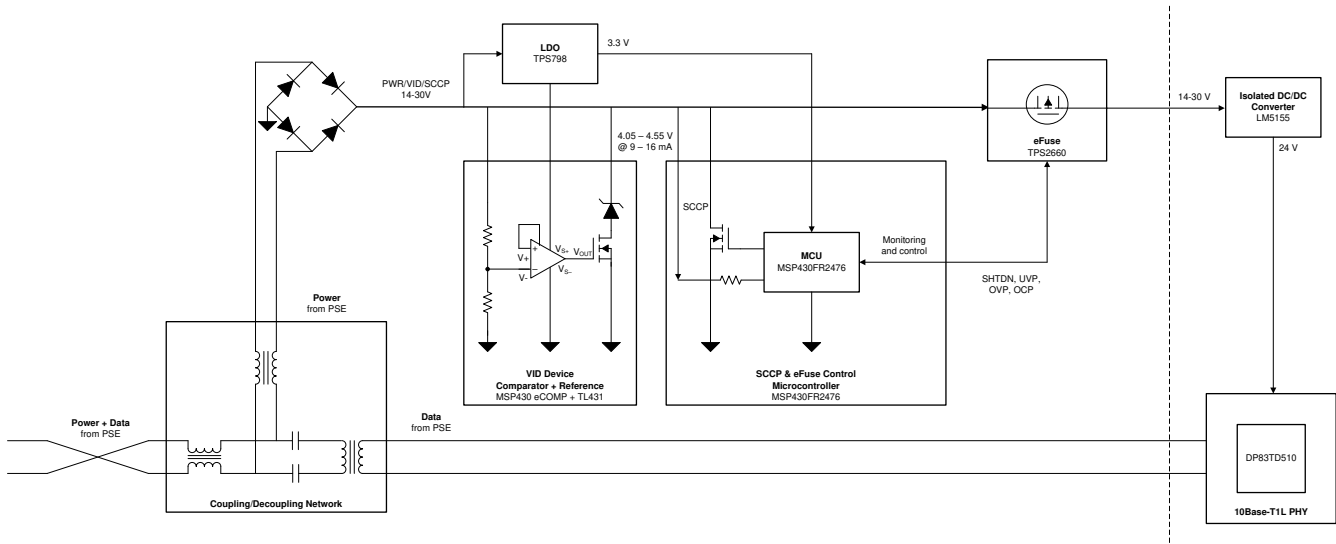 LDO
TPS798
3.3 V
PWR/VID/SCCP
14-30V
4.05 – 4.55 V
@ 9 – 16 mA
eFuse
TPS2660
14-30 V
Isolated DC/DC
Converter
LM5155
24 V
SCCP
MCU
MSP430FR2476
Monitoring
and control
SHTDN, UVP,
OVP, OCP
+
–
V+
V-
VS+
VS–
VOUT
VID Device
Comparator + Reference
MSP430 eCOMP + TL431
SCCP & eFuse Control
Microcontroller
MSP430FR2476
Power
from PSE
Power + Data
from PSE
Data
from PSE
Coupling/Decoupling Network
DP83TD510
10Base-T1L PHY